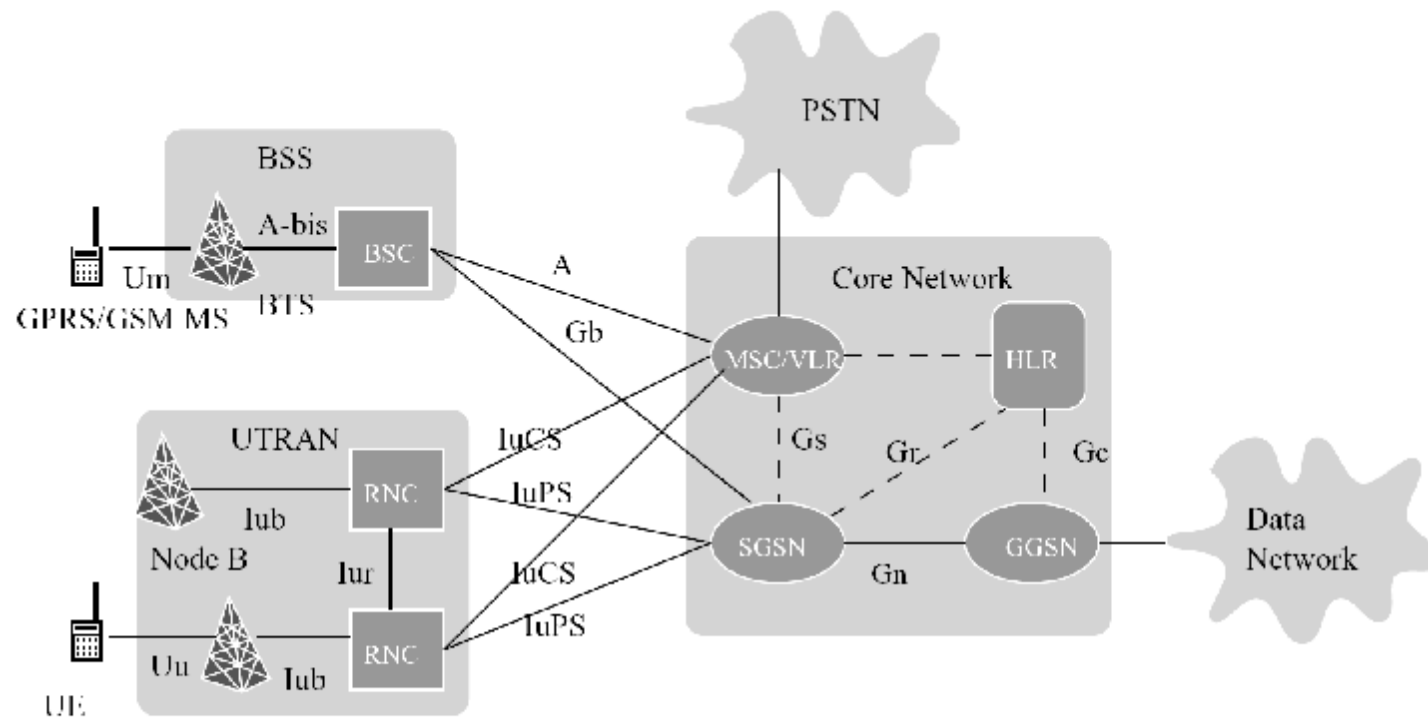 PSTN
BSS
A-bis
BSC
Um
BTS
GPRS/GSM MS
A
Gb
Core Network
MSC/VLR
HLR
UTRAN
IuCS
Gs
Gr
Gc
RNC
IuPS
Iub
Node B
SGSN
GGSN
Data
Network
Iur
IuCS
Gn
IuPS
RNC
Uu
Iub
UE